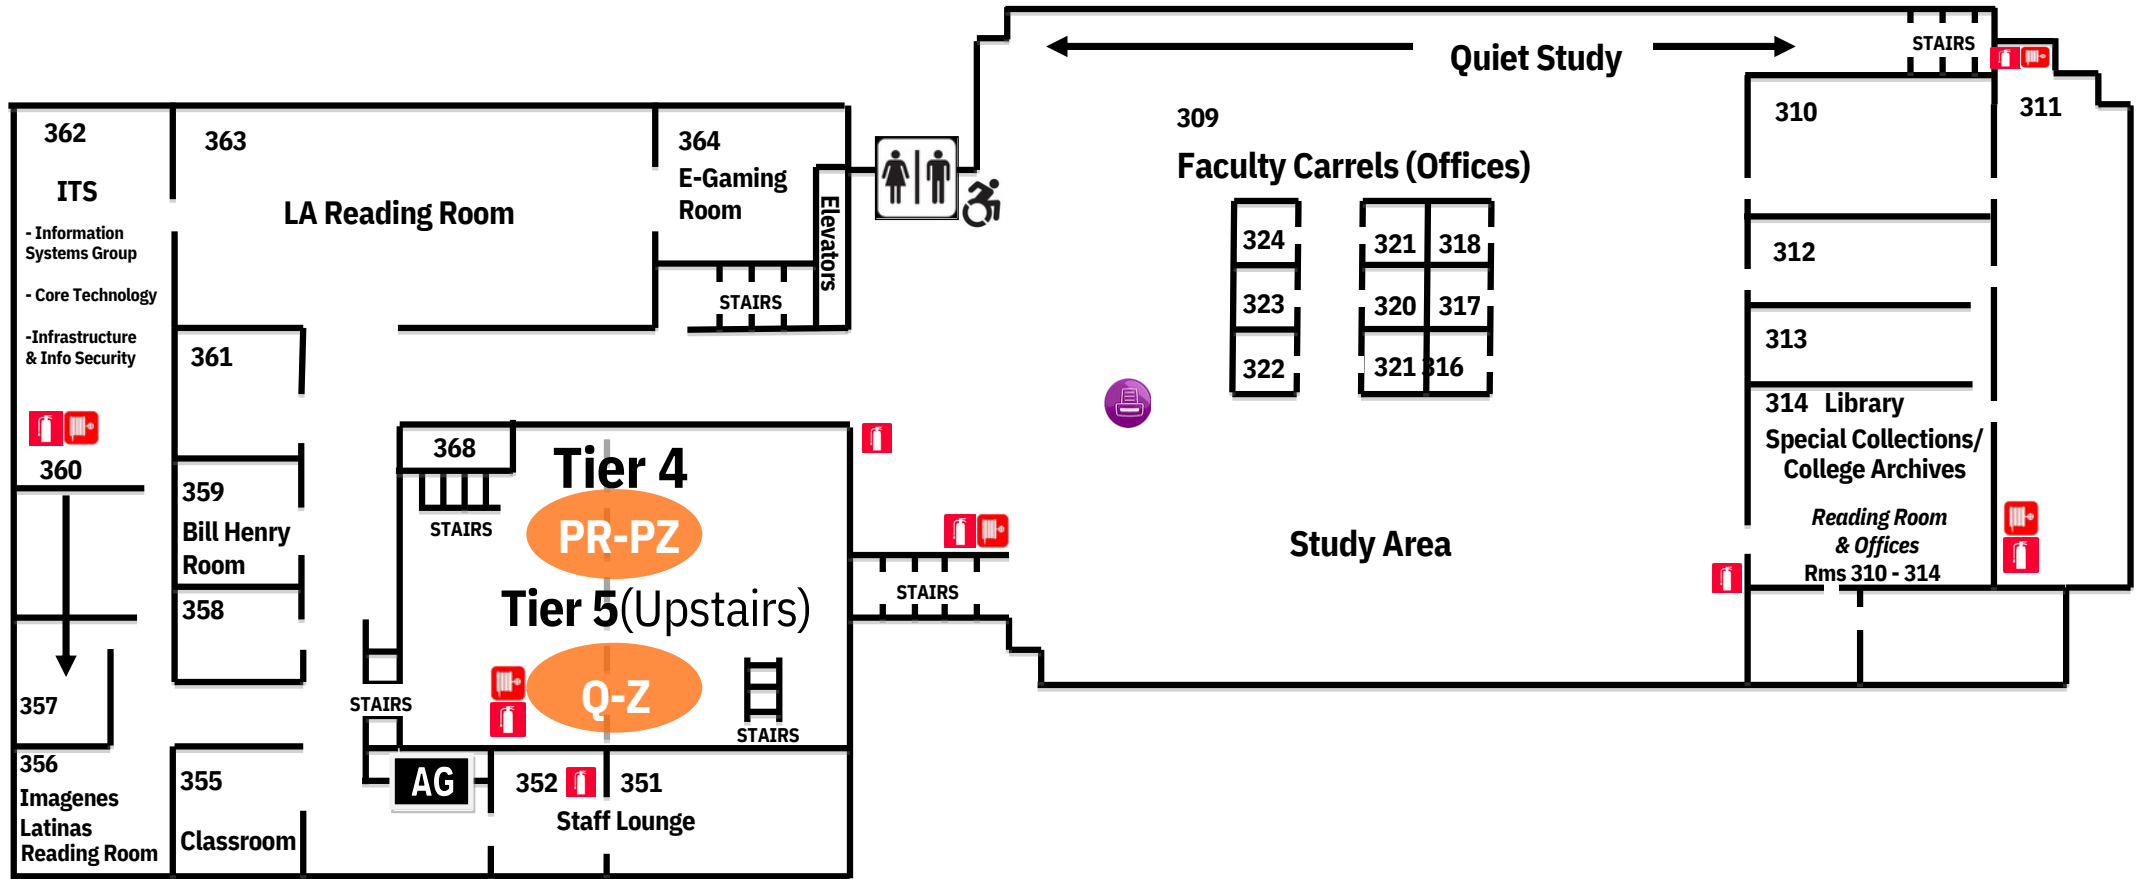 Quiet Study
STAIRS
362
ITS
- Information
Systems Group
- Core Technology
-Infrastructure
& Info Security
360
363
LA Reading Room
364
E-Gaming
Room
Elevators
STAIRS
309
Faculty Carrels (Offices)
324
323
322
321
318
320
317
321
316
310
311
312
313
314 Library
Special Collections/
College Archives
Reading Room
& Offices
Rms 310 - 314
361
359
Bill Henry
Room
358
368
STAIRS
Tier 4
PR-PZ
Tier 5(Upstairs)
Q-Z
STAIRS
STAIRS
STAIRS
Study Area
357
356
Imagenes
Latinas
Reading Room
355
Classroom
AG
352
351
Staff Lounge